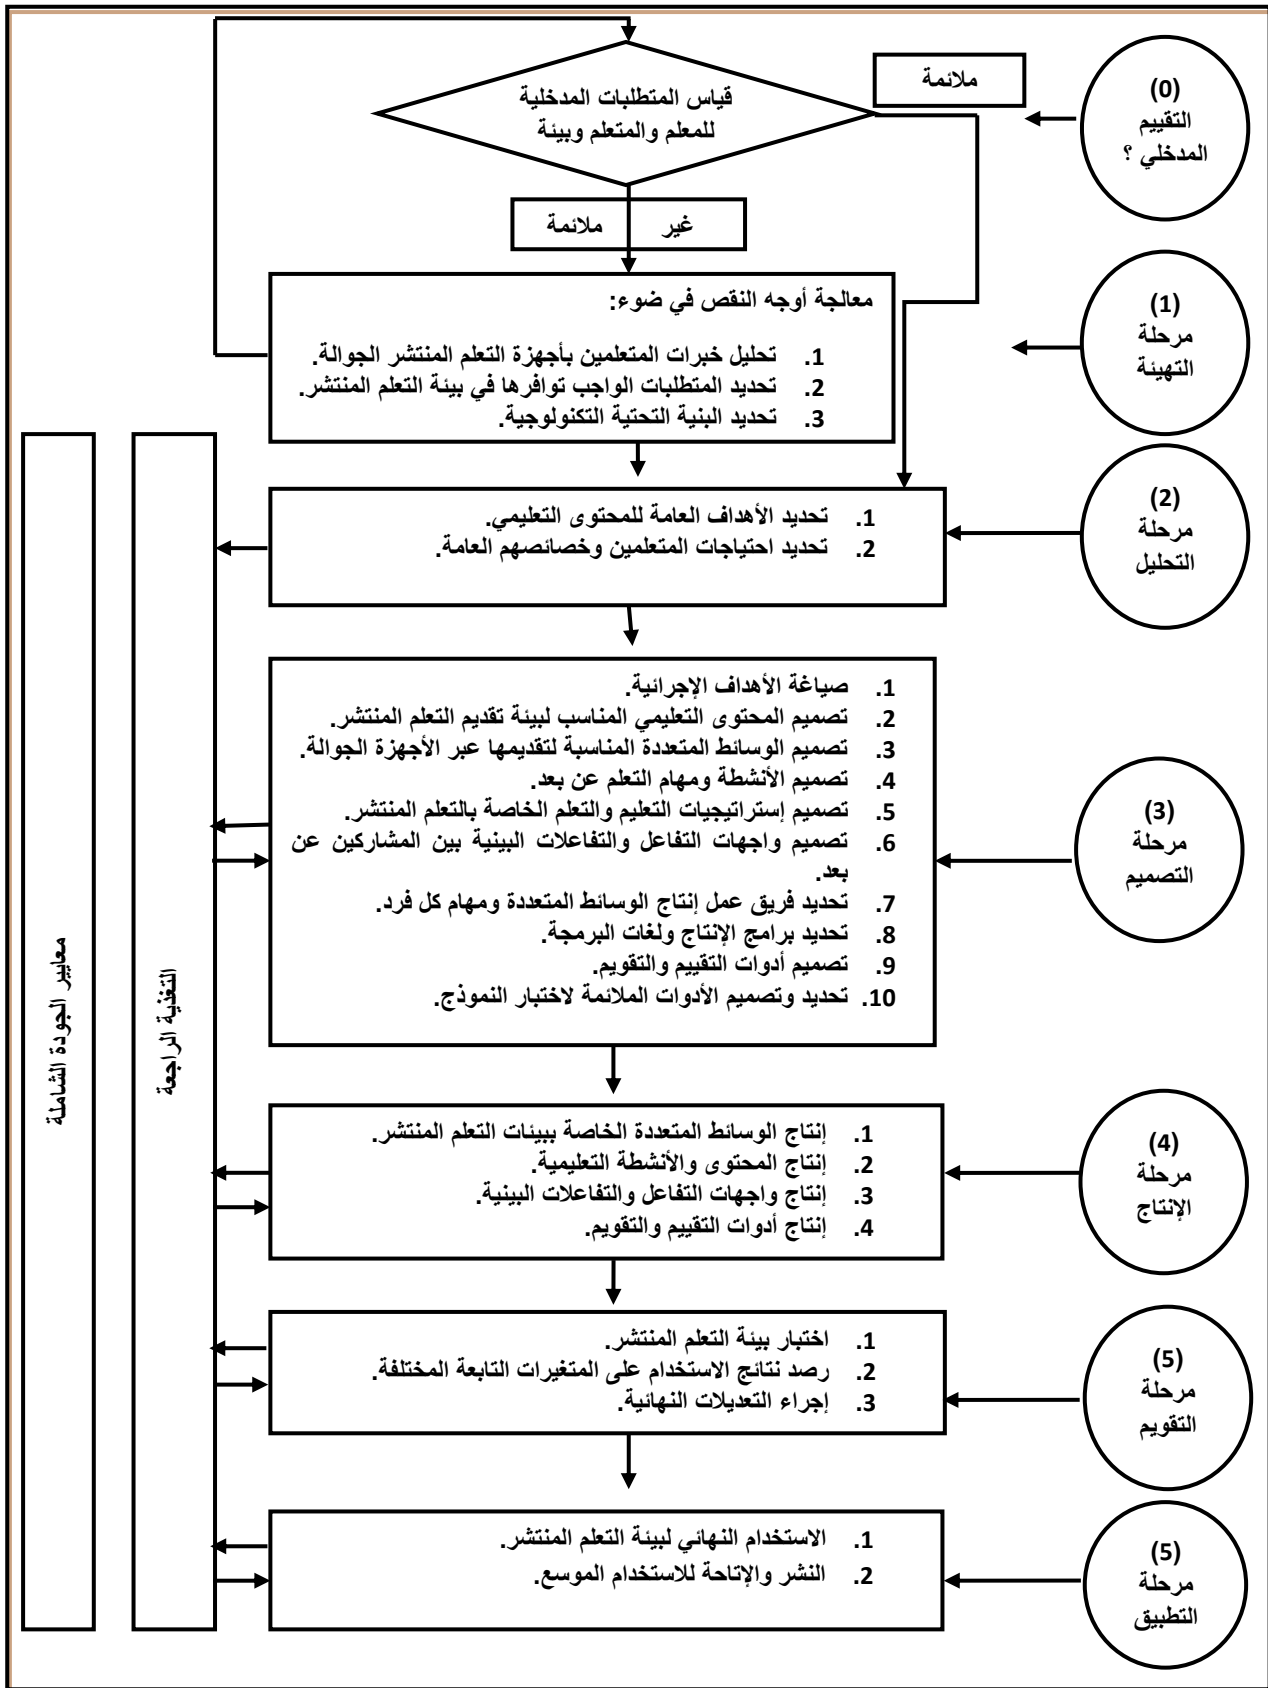 (0)
التقييم
المدخلي ؟
ملائمة
قياس المتطلبات المدخلية
للمعلم والمتعلم وبيئة
غير ملائمة
(1)
مرحلة
التهيئة
معالجة أوجه النقص في ضوء:
1. تحليل خبرات المتعلمين بأجهزة التعلم المنتشر الجوالة.
2. تحديد المتطلبات الواجب توافرها في بيئة التعلم المنتشر.
3. تحديد البنية التحتية التكنولوجية.
(2)
مرحلة
التحليل
1. تحديد الأهداف العامة للمحتوى التعليمي.
2. تحديد احتياجات المتعلمين وخصائصهم العامة.
(3)
مرحلة
التصميم
1. صياغة الأهداف الإجرائية.
2. تصميم المحتوى التعليمي المناسب لبيئة تقديم التعلم المنتشر.
3. تصميم الوسائط المتعددة المناسبة لتقديمها عبر الأجهزة الجوالة.
4. تصميم الأنشطة ومهام التعلم عن بعد.
5. تصميم إستراتيجيات التعليم والتعلم الخاصة بالتعلم المنتشر.
6. تصميم واجهات التفاعل والتفاعلات البينية بين المشاركين عن
بعد.
7. تحديد فريق عمل إنتاج الوسائط المتعددة ومهام كل فرد.
8. تحديد برامج الإنتاج ولغات البرمجة.
9. تصميم أدوات التقييم والتقويم.
10. تحديد وتصميم الأدوات الملائمة لاختبار النموذج.
(4)
مرحلة
الإنتاج
1. إنتاج الوسائط المتعددة الخاصة ببيئات التعلم المنتشر.
2. إنتاج المحتوى والأنشطة التعليمية.
3. إنتاج واجهات التفاعل والتفاعلات البينية.
4. إنتاج أدوات التقييم والتقويم.
(5)
مرحلة
التقويم
1. اختبار بيئة التعلم المنتشر.
2. رصد نتائج الاستخدام على المتغيرات التابعة المختلفة.
3. إجراء التعديلات النهائية.
(5)
مرحلة
التطبيق
1. الاستخدام النهائي لبيئة التعلم المنتشر.
2. النشر والإتاحة للاستخدام الموسع.
التغذية الراجعة
معايير الجودة الشاملة